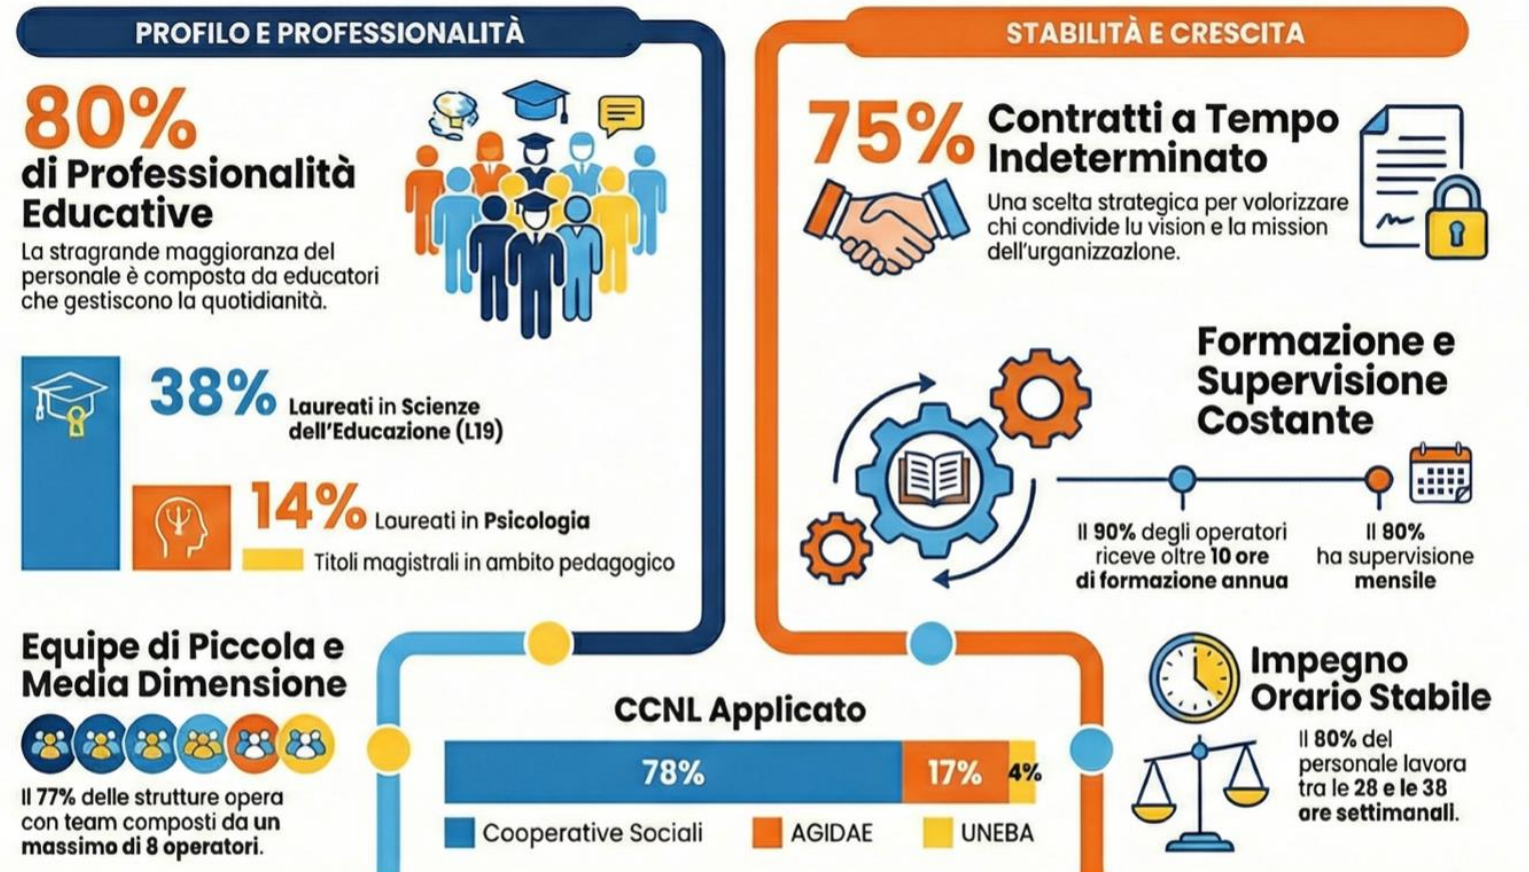 PROFILO E PROFESSIONALITÀ
80%
di Professionalità
Educative
La stragrande maggioranza del
personale è composta da educatori
che gestiscono la quotidianità.
38%
Laureati in Scienze
dell'Educazione (L19)
14%
Loureati in Psicologia
Titoli magistrali in ambito pedagogico
Equipe di Piccola e
Media Dimensione
Il 77% delle strutture opera
con team composti da un
massimo di 8 operatori.
STABILITÀ E CRESCITA
75%
Contratti a Tempo
Indeterminato
Una scelta strategica per valorizzare
chi condivide lu vision e la mission
dell'organizzazlone.
Formazione e
Supervisione
Costante
Il 90% degli operatori
riceve oltre 10 ore
di formazione annua
Il 80%
ha supervisione
mensile
CCNL Applicato
78%
17%
4%
Cooperative Sociali
AGIDAE
UNEBA
Impegno
Orario Stabile
Il 80% del
personale lavora
tra le 28 e le 38
ore settimanali.